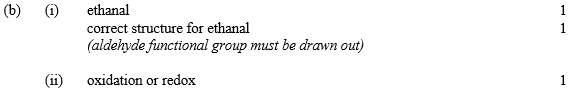 (b) (i) ethanal 1
correct structure for ethanal 1
(aldehyde functional group must be drawn out)
(ii) oxidation or redox 1